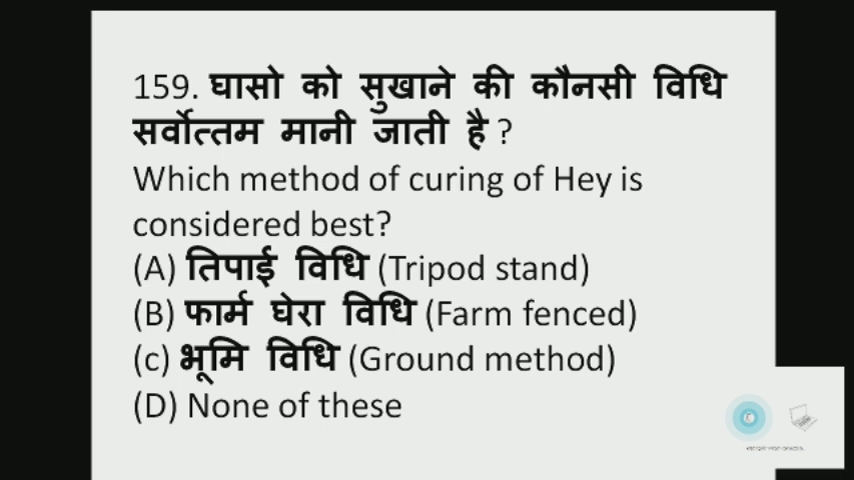 159. घासो को सुखाने की कौनसी विधि
सर्वोत्तम मानी जाती है ?
Which method of curing of Hey is
considered best?
(A) तिपाई विधि (Tripod stand)
(B) फार्म घेरा विधि (Farm fenced)
(c) भूमि विधि (Ground method)
(D) None of these